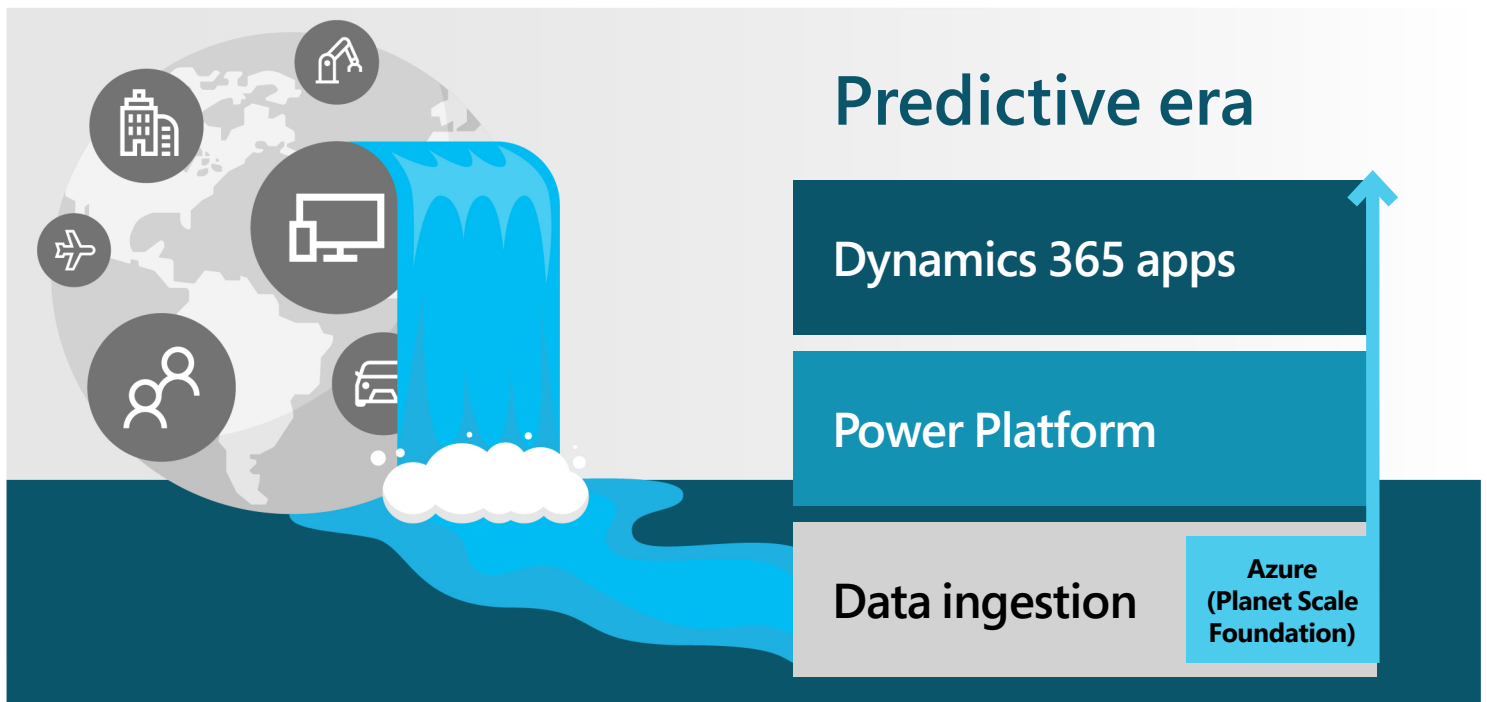 Predictive era
Dynamics 365 apps
Power Platform
Data ingestion
Azure
(Planet Scale
Foundation)